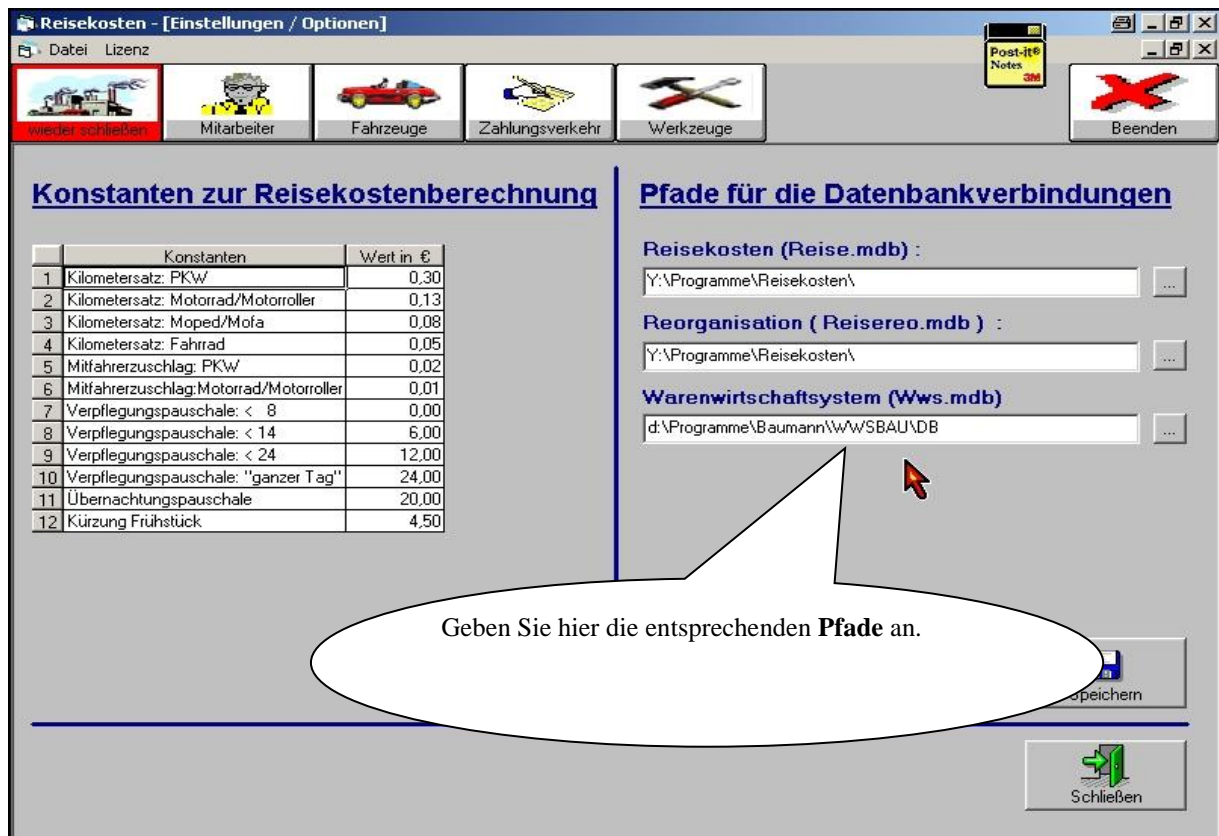 Reisekosten - [Einstellungen / Optionen]
Datei Lizenz
Post-it®
Notes
3M
wieder schließen
Mitarbeiter
Fahrzeuge
Zahlungsverkehr
Werkzeuge
Beenden
Konstanten zur Reisekostenberechnung
Konstanten Wert in €
1 Kilometersatz: PKW 0,30
2 Kilometersatz: Motorrad/Motorroller 0,13
3 Kilometersatz: Moped/Mofa 0,08
4 Kilometersatz: Fahrrad 0,05
5 Mitfahrerzuschlag: PKW 0,02
6 Mitfahrerzuschlag:Motorrad/Motorroller 0,01
7 Verpflegungspauschale: < 8 0,00
8 Verpflegungspauschale: < 14 6,00
9 Verpflegungspauschale: < 24 12,00
10 Verpflegungspauschale: "ganzer Tag" 24,00
11 Übernachtungspauschale 20,00
12 Kürzung Frühstück 4,50
Pfade für die Datenbankverbindungen
Reisekosten (Reise.mdb) :
Y:\Programme\Reisekosten\ ...
Reorganisation ( Reisereo.mdb ) :
Y:\Programme\Reisekosten\ ...
Warenwirtschaftsystem (Wws.mdb)
d:\Programme\Baumann\WWSBAU\DB ...
Geben Sie hier die entsprechenden Pfade an.
Speichern
Schließen